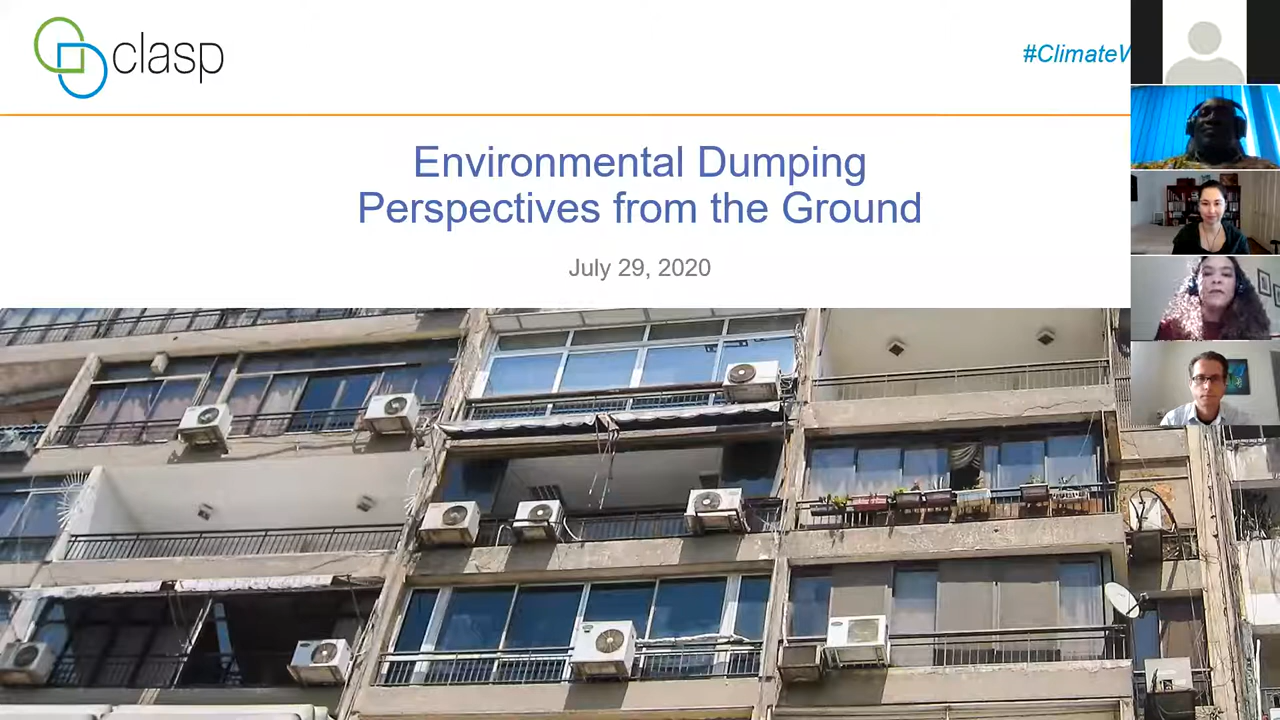 clasp
#ClimateV
Environmental Dumping
Perspectives from the Ground
July 29, 2020